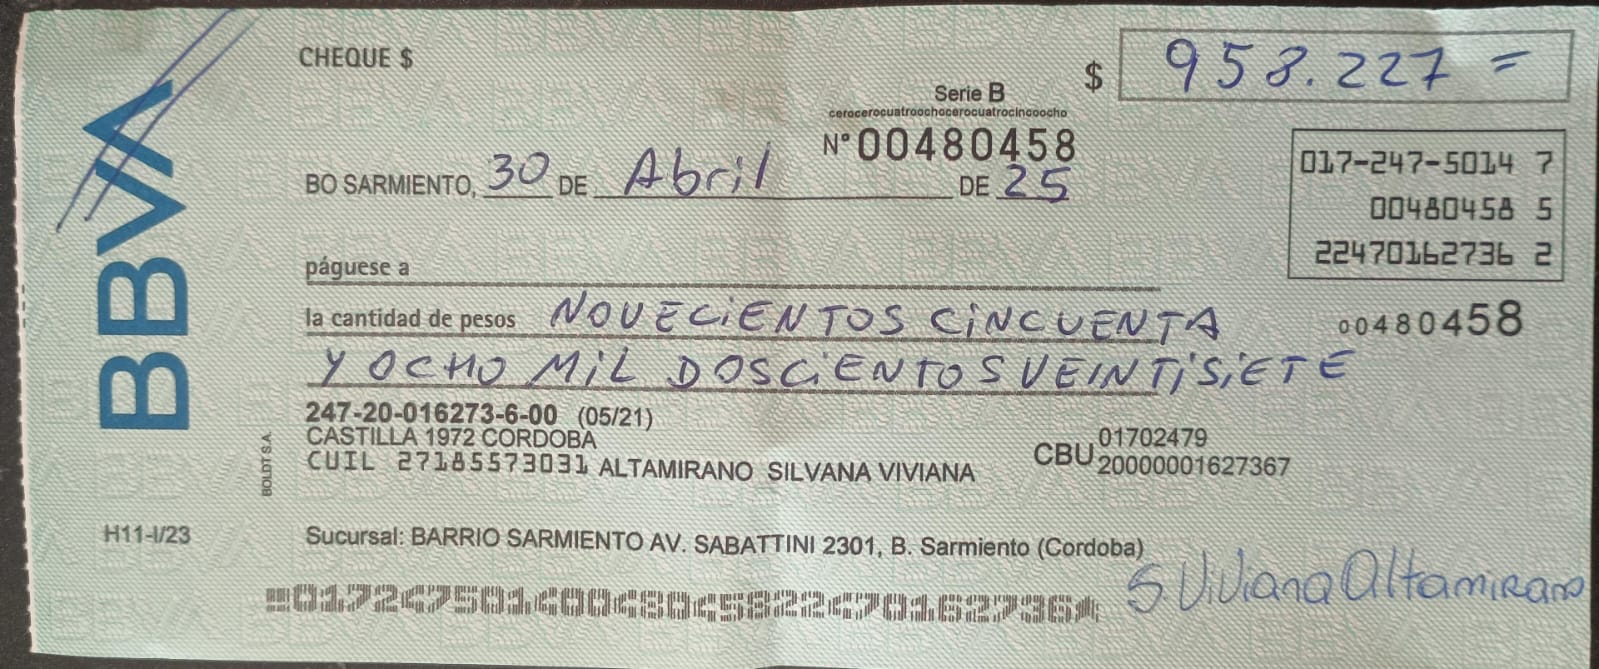 BBVA
CHEQUE $
$ 958.227 =
Serie B
cerocerocuatroochocerocuatrocincoocho
N° 00480458
BO SARMIENTO, 30 DE Abril DE 25
017-247-5014 7
00480458 5
22470162736 2
páguese a
la cantidad de pesos NOVECIENTOS CINCUENTA
00480458
Y OCHO MIL DOSCIENTOS VEINTISIETE
247-20-016273-6-00 (05/21)
CASTILLA 1972 CORDOBA
CUIL 27185573031 ALTAMIRANO SILVANA VIVIANA
CBU 01702479
20000001627367
BOLDT S.A.
H11-I/23
Sucursal: BARRIO SARMIENTO AV. SABATTINI 2301, B. Sarmiento (Cordoba)
S. Viviana Altamirano
01724750140048045822470162736